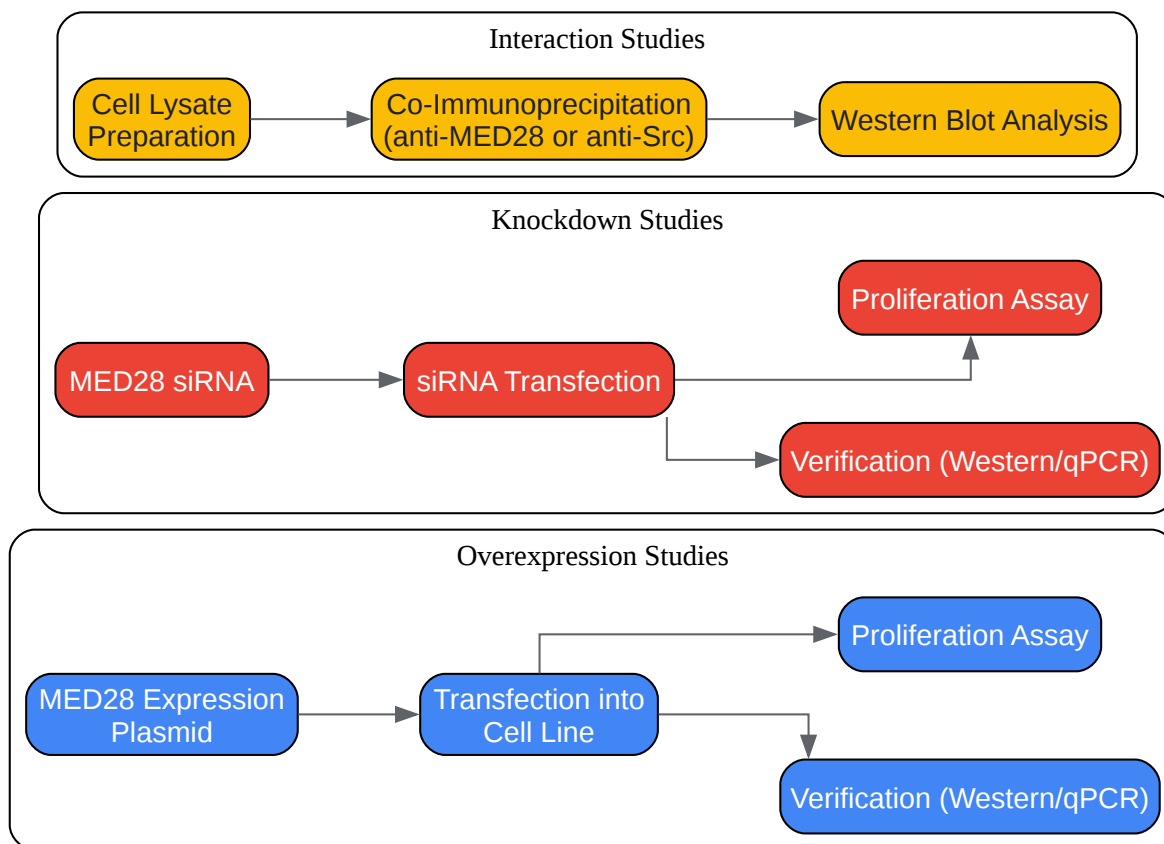 Interaction Studies
Cell Lysate
Preparation
Co-Immunoprecipitation
(anti-MED28 or anti-Src)
Western Blot Analysis
Knockdown Studies
Proliferation Assay
MED28 siRNA
siRNA Transfection
Verification (Western/qPCR)
Overexpression Studies
Proliferation Assay
MED28 Expression
Plasmid
Transfection into
Cell Line
Verification (Western/qPCR)